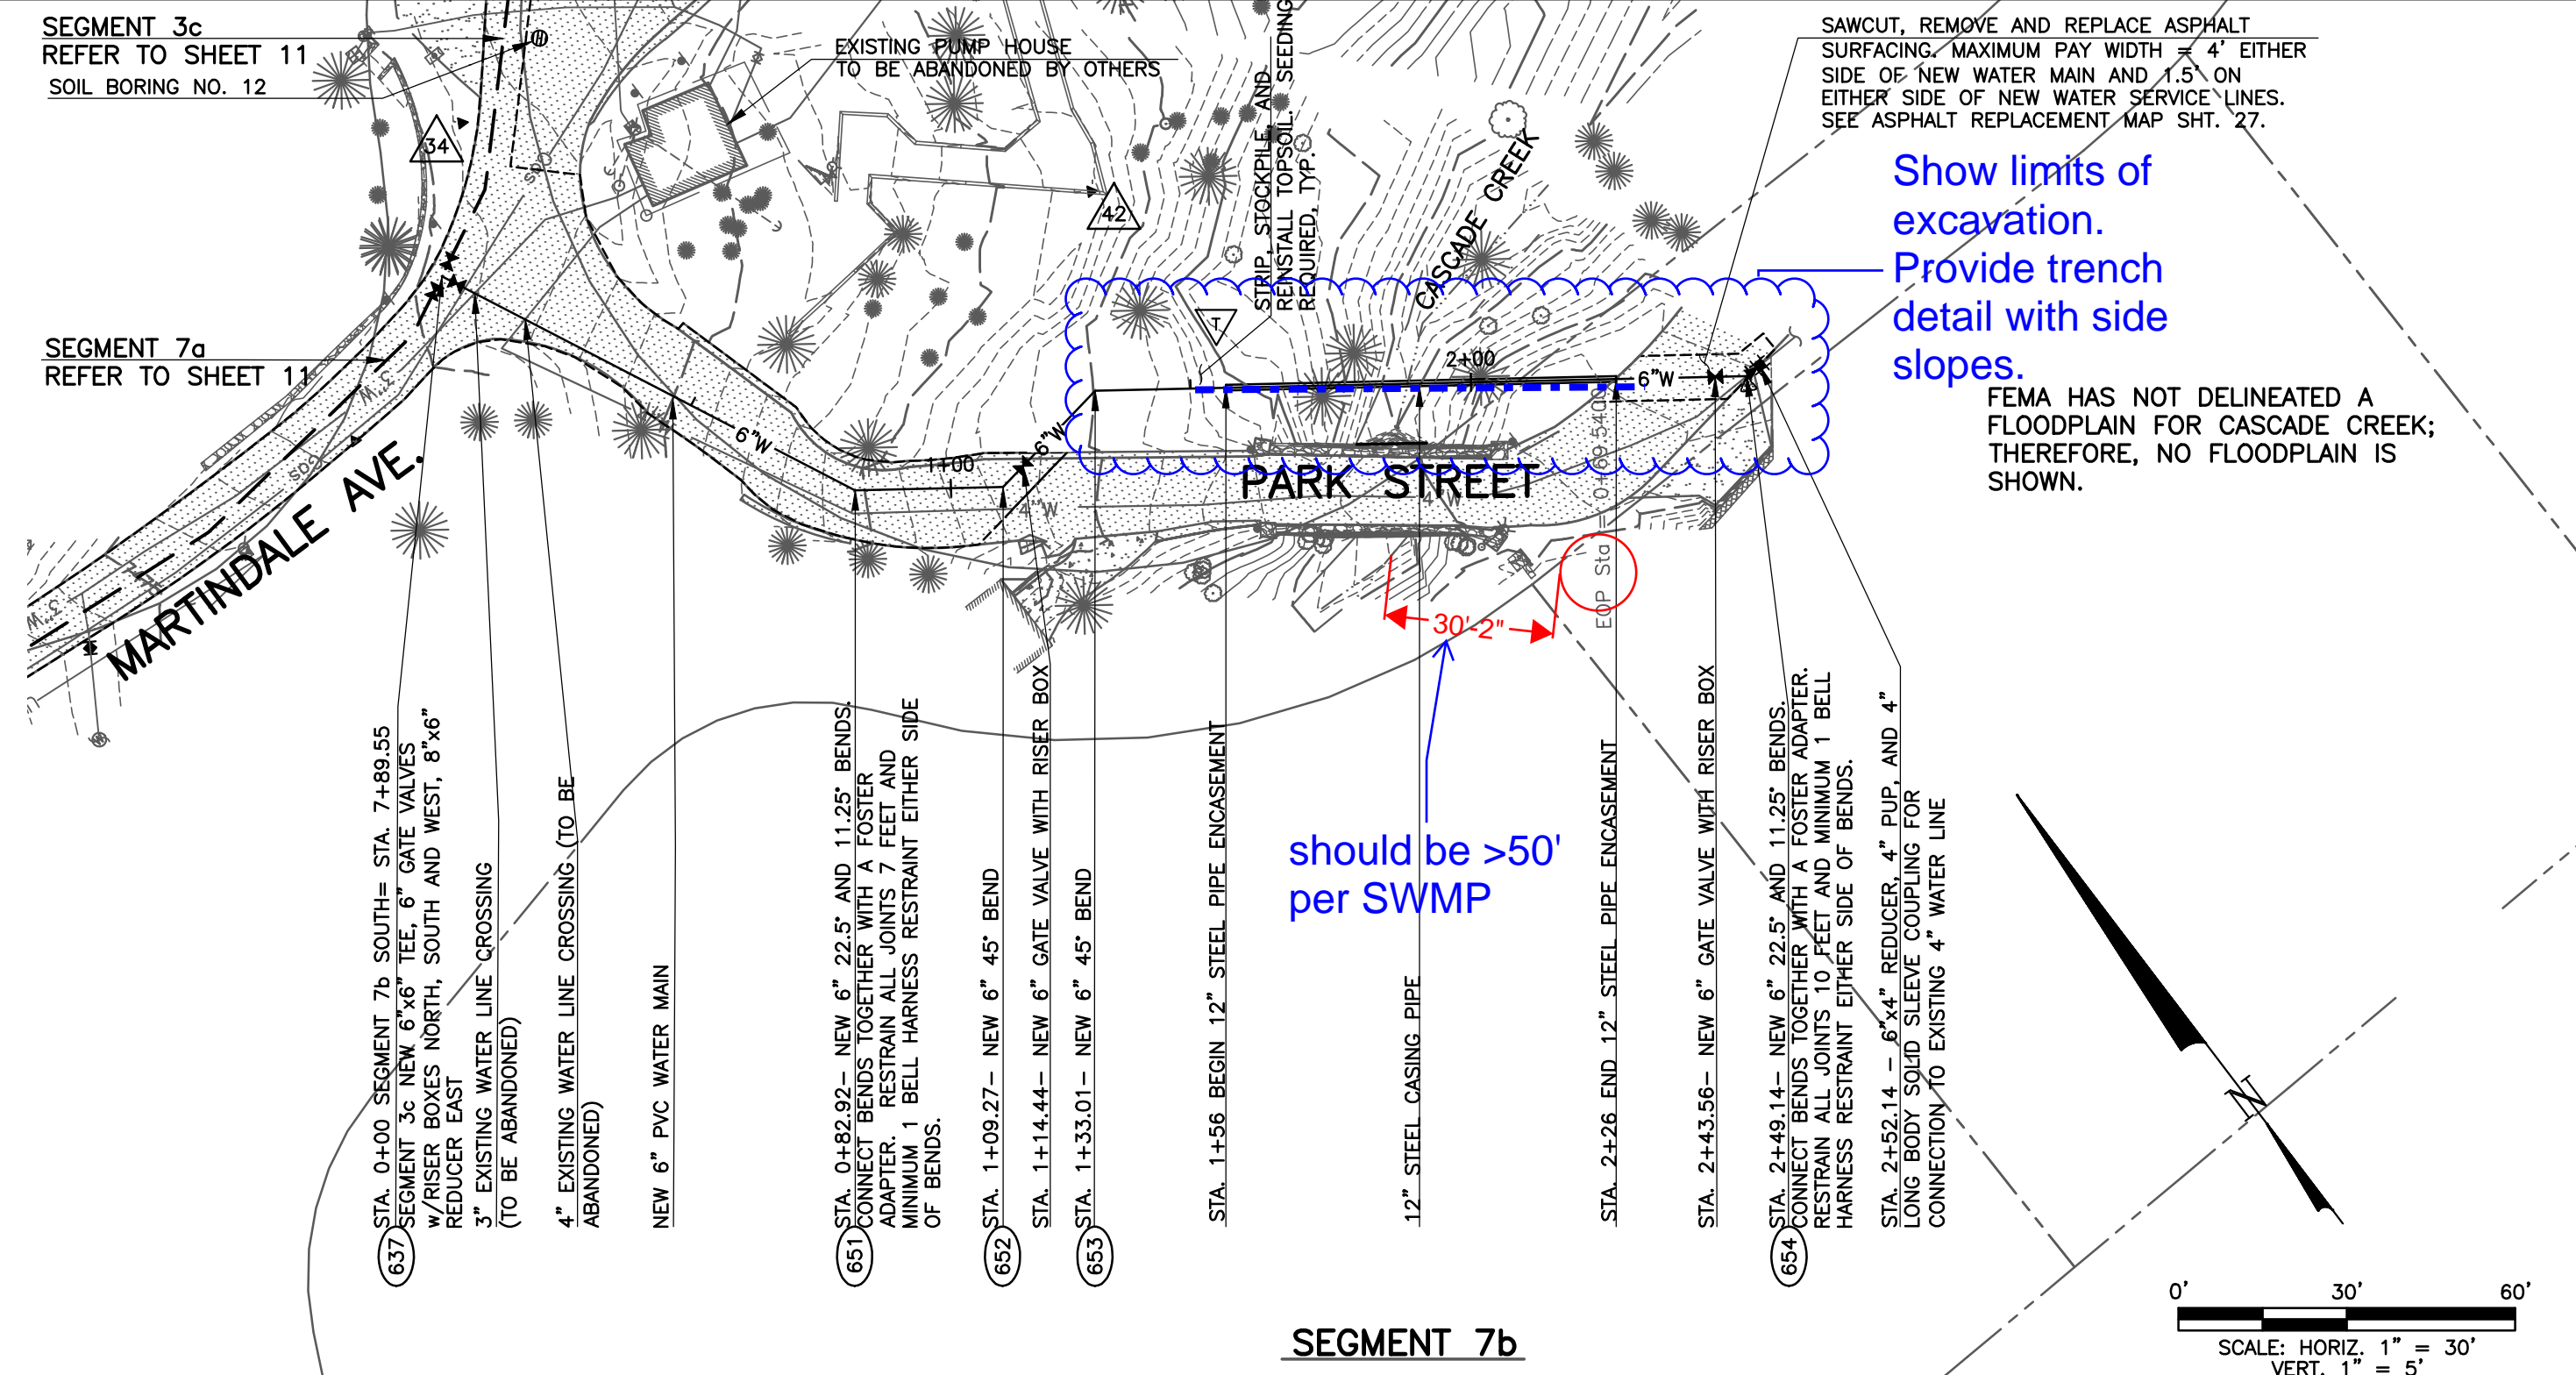 SEGMENT 3c
REFER TO SHEET 11
SOIL BORING NO. 12
34
EXISTING PUMP HOUSE
TO BE ABANDONED BY OTHERS
42
STRIP, STOCKPILE, AND
REINSTALL TOPSOIL. SEEDING
REQUIRED, TYP.
CASCADE CREEK
SAWCUT, REMOVE AND REPLACE ASPHALT
SURFACING. MAXIMUM PAY WIDTH = 4' EITHER
SIDE OF NEW WATER MAIN AND 1.5' ON
EITHER SIDE OF NEW WATER SERVICE LINES.
SEE ASPHALT REPLACEMENT MAP SHT. 27.
Show limits of
excavation.
Provide trench
detail with side
slopes.
FEMA HAS NOT DELINEATED A
FLOODPLAIN FOR CASCADE CREEK;
THEREFORE, NO FLOODPLAIN IS
SHOWN.
SEGMENT 7a
REFER TO SHEET 11
Gas
3"W
Gas
3"W
MARTINDALE AVE.
6"W
1+00
6"W
4"W
T
2+00
6"W
PARK STREET
4"W
EOP Sta = 0+69.5400
30'-2"
should be >50'
per SWMP
STA. 0+00 SEGMENT 7b SOUTH= STA. 7+89.55
SEGMENT 3c NEW 6"x6" TEE, 6" GATE VALVES
w/RISER BOXES NORTH, SOUTH AND WEST, 8"x6"
REDUCER EAST
637
3" EXISTING WATER LINE CROSSING
(TO BE ABANDONED)
4" EXISTING WATER LINE CROSSING (TO BE
ABANDONED)
NEW 6" PVC WATER MAIN
STA. 0+82.92- NEW 6" 22.5° AND 11.25° BENDS.
CONNECT BENDS TOGETHER WITH A FOSTER
ADAPTER. RESTRAIN ALL JOINTS 7 FEET AND
MINIMUM 1 BELL HARNESS RESTRAINT EITHER SIDE
OF BENDS.
651
STA. 1+09.27- NEW 6" 45° BEND
652
STA. 1+14.44- NEW 6" GATE VALVE WITH RISER BOX
STA. 1+33.01- NEW 6" 45° BEND
653
STA. 1+56 BEGIN 12" STEEL PIPE ENCASEMENT
12" STEEL CASING PIPE
STA. 2+26 END 12" STEEL PIPE ENCASEMENT
STA. 2+43.56- NEW 6" GATE VALVE WITH RISER BOX
STA. 2+49.14- NEW 6" 22.5° AND 11.25° BENDS.
CONNECT BENDS TOGETHER WITH A FOSTER ADAPTER.
RESTRAIN ALL JOINTS 10 FEET AND MINIMUM 1 BELL
HARNESS RESTRAINT EITHER SIDE OF BENDS.
654
STA. 2+52.14 - 6"x4" REDUCER, 4" PUP, AND 4"
LONG BODY SOLID SLEEVE COUPLING FOR
CONNECTION TO EXISTING 4" WATER LINE
N
SEGMENT 7b
0' 30' 60'
SCALE: HORIZ. 1" = 30'
VERT. 1" = 5'